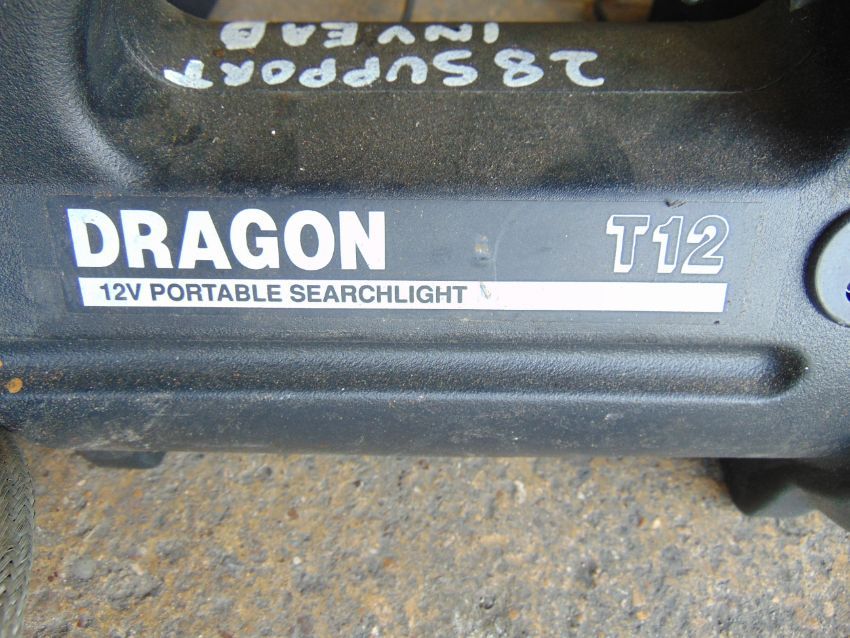 28 SUPPORT
INVEAB
DRAGON T12
12V PORTABLE SEARCHLIGHT